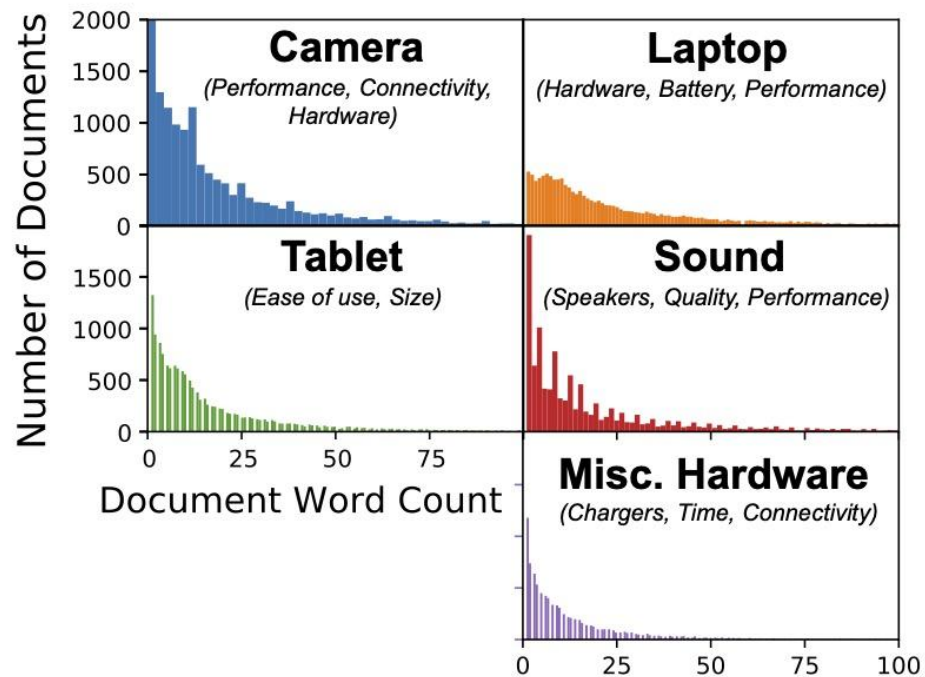 Number of Documents
2000
1500
1000
500
0
Camera
(Performance, Connectivity,
Hardware)
Laptop
(Hardware, Battery, Performance)
1500
1000
500
0
Tablet
(Ease of use, Size)
Sound
(Speakers, Quality, Performance)
0 25 50 75
Document Word Count
Misc. Hardware
(Chargers, Time, Connectivity)
0 25 50 75 100